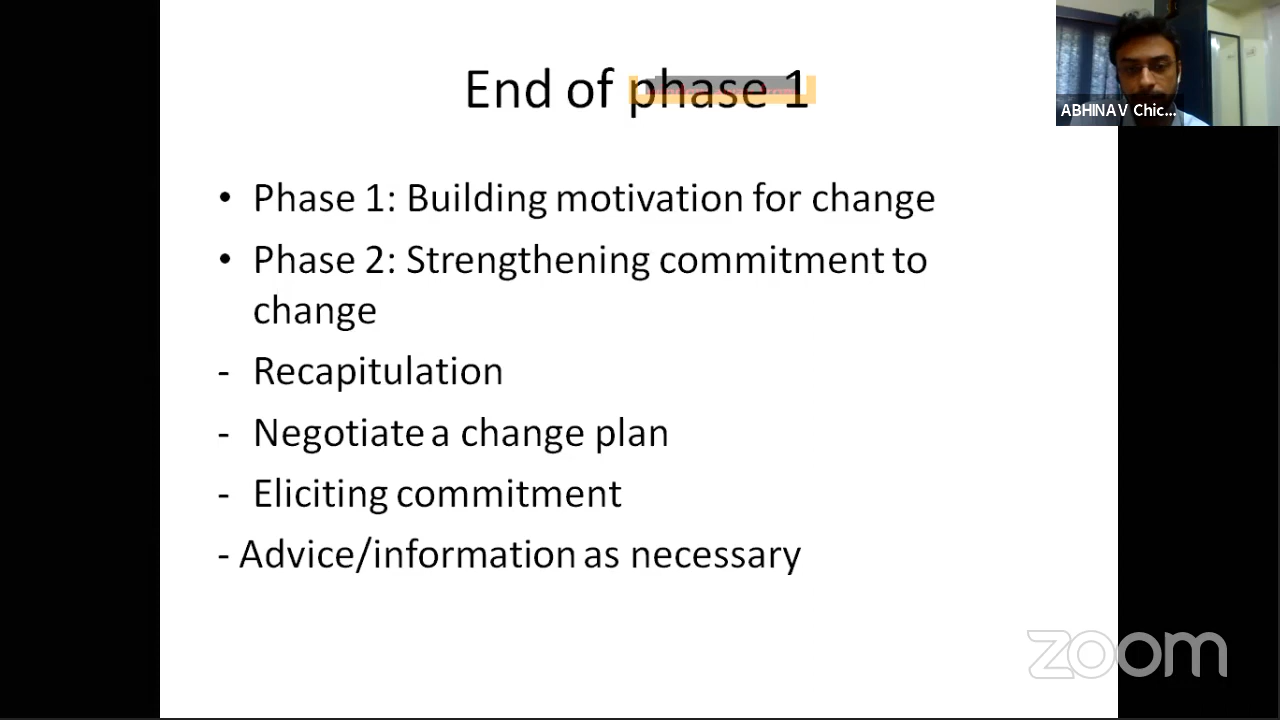 End of phase 1
ABHINAV Chic...
• Phase 1: Building motivation for change
• Phase 2: Strengthening commitment to
change
- Recapitulation
- Negotiate a change plan
- Eliciting commitment
- Advice/information as necessary
zoom